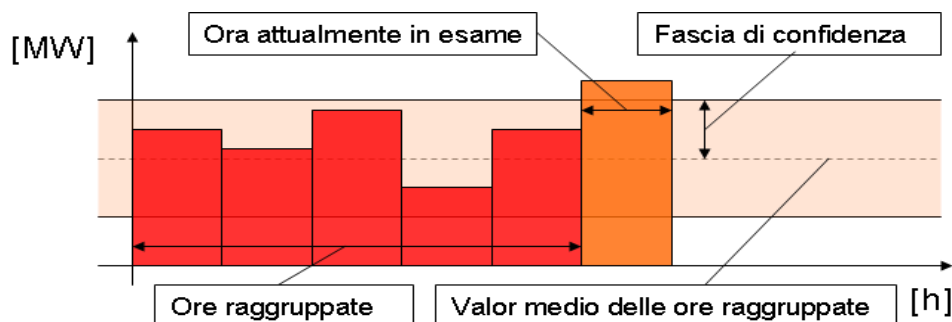 [MW]
Ora attualmente in esame
Fascia di confidenza
Ore raggruppate
Valor medio delle ore raggruppate
[h]